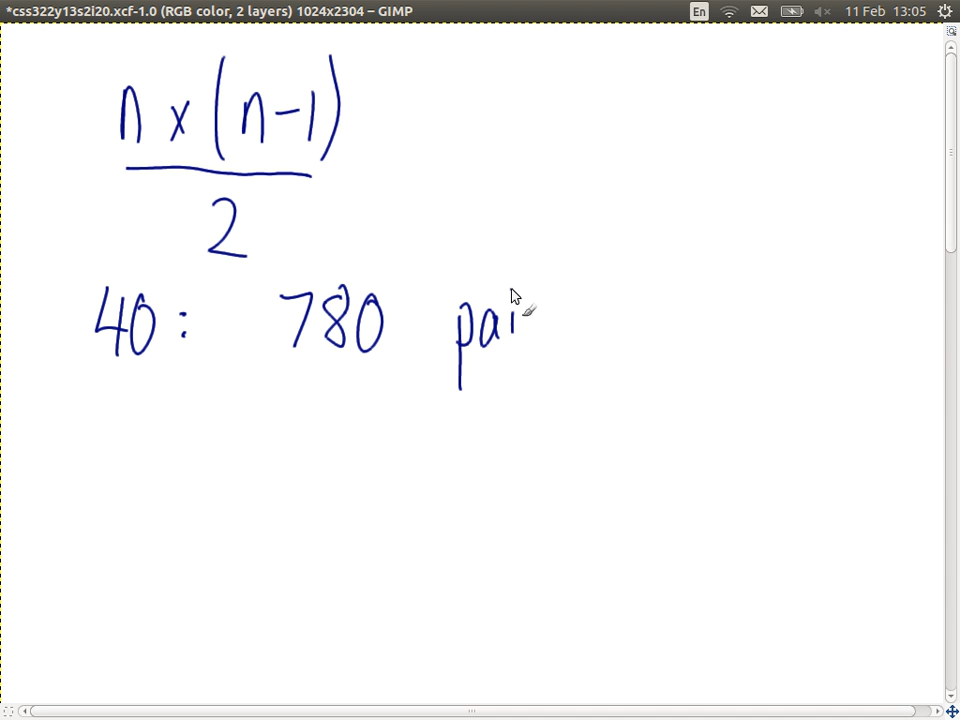 *css322y13s2i20.xcf-1.0 (RGB color, 2 layers) 1024x2304 – GIMP En 11 Feb 13:05
n x (n-1)
2
40: 780 pai